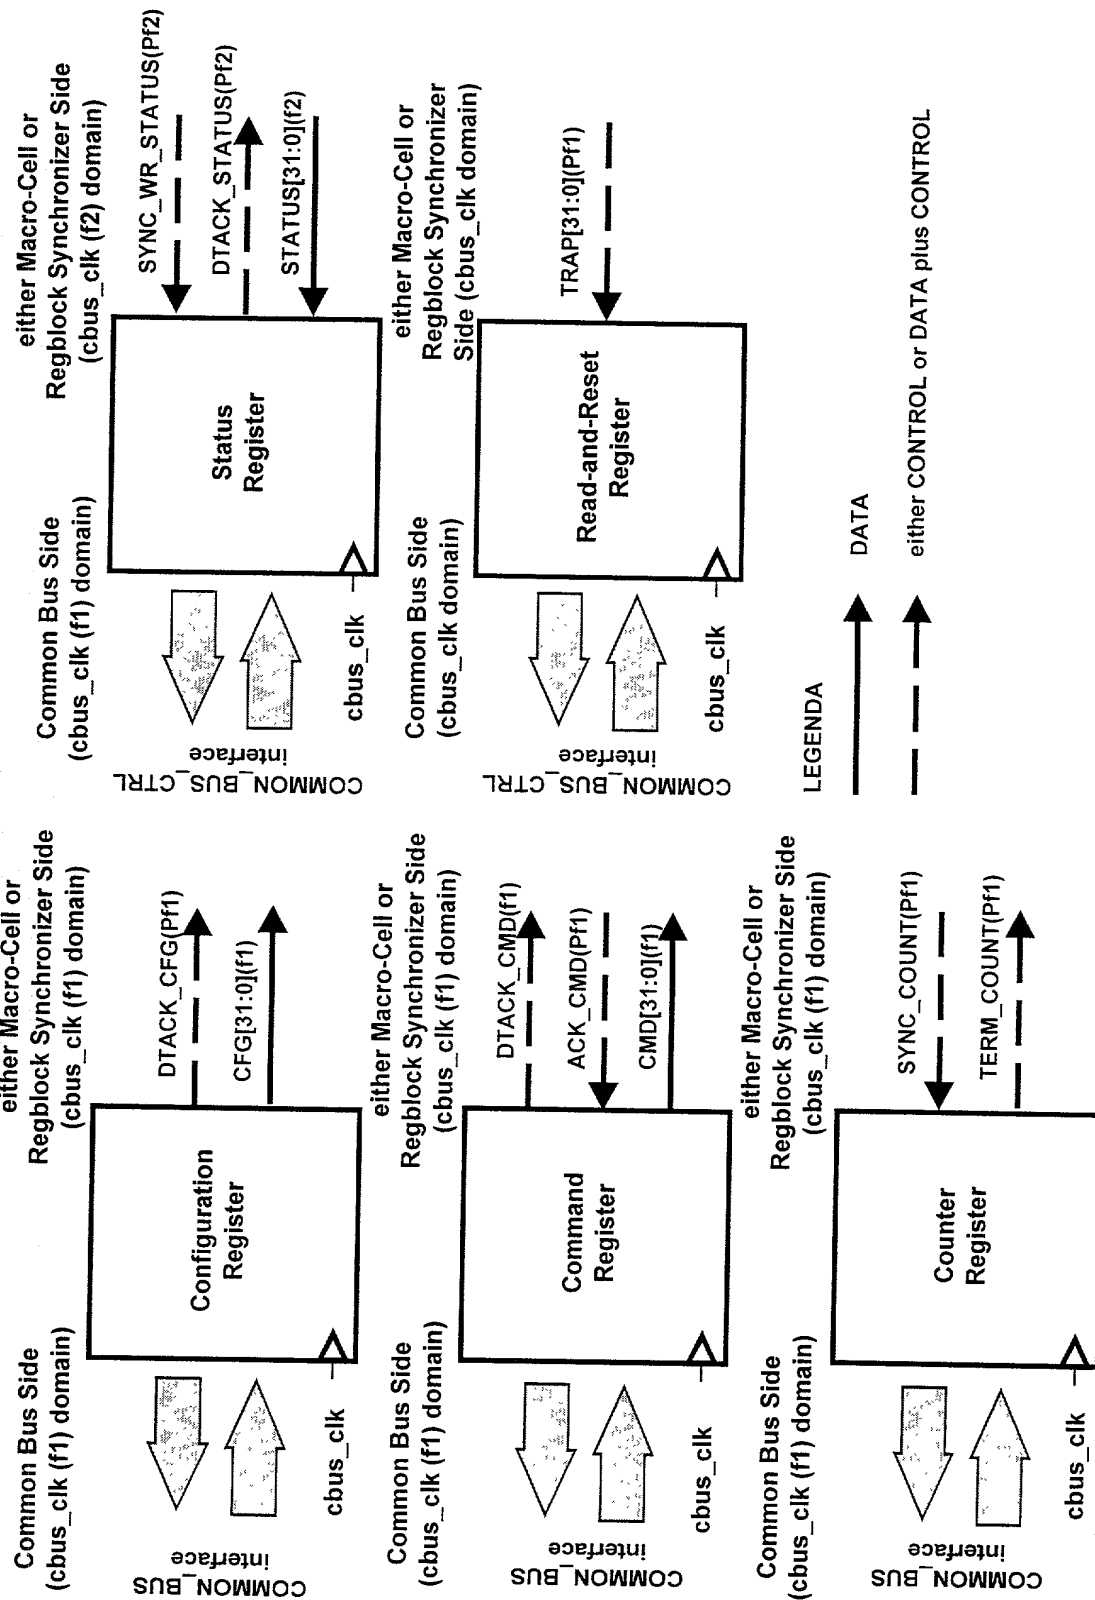 Common Bus Side
(cbus_clk (f1) domain)
either Macro-Cell or
Regblock Synchronizer Side
(cbus_clk (f1) domain)
COMMON_BUS
interface
cbus_clk
Configuration
Register
DTACK_CFG(Pf1)
CFG[31:0](f1)
Common Bus Side
(cbus_clk (f1) domain)
either Macro-Cell or
Regblock Synchronizer Side
(cbus_clk (f2) domain)
COMMON_BUS_CTRL
interface
cbus_clk
Status
Register
SYNC_WR_STATUS(Pf2)
DTACK_STATUS(Pf2)
STATUS[31:0](f2)
Common Bus Side
(cbus_clk (f1) domain)
either Macro-Cell or
Regblock Synchronizer Side
(cbus_clk (f1) domain)
COMMON_BUS
interface
cbus_clk
Command
Register
DTACK_CMD(f1)
ACK_CMD(Pf1)
CMD[31:0](f1)
Common Bus Side
(cbus_clk domain)
either Macro-Cell or
Regblock Synchronizer
Side (cbus_clk domain)
COMMON_BUS_CTRL
interface
cbus_clk
Read-and-Reset
Register
TRAP[31:0](Pf1)
Common Bus Side
(cbus_clk (f1) domain)
either Macro-Cell or
Regblock Synchronizer Side
(cbus_clk (f1) domain)
COMMON_BUS
interface
cbus_clk
Counter
Register
SYNC_COUNT(Pf1)
TERM_COUNT(Pf1)
LEGENDA
DATA
either CONTROL or DATA plus CONTROL